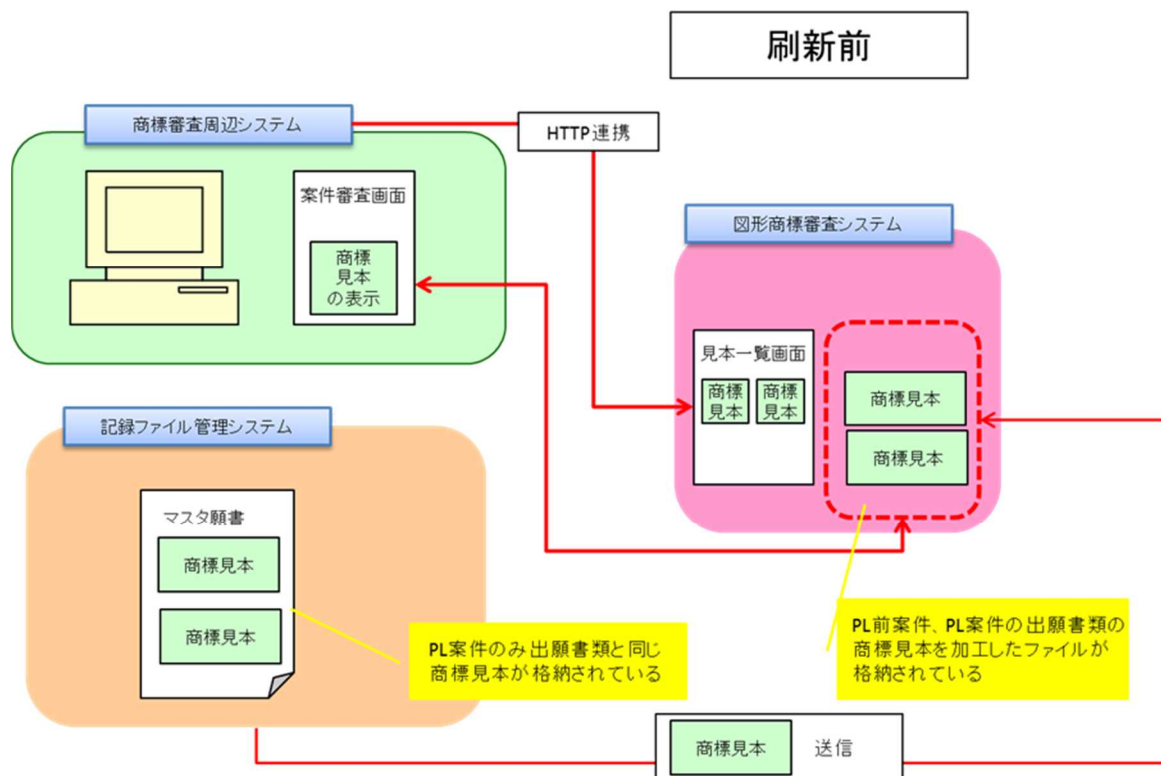 刷新前
商標審査周辺システム
HTTP連携
案件審査画面
商標
見本
の表示
図形商標審査システム
見本一覧画面
商標
見本
商標
見本
商標見本
商標見本
記録ファイル管理システム
マスタ願書
商標見本
商標見本
PL案件のみ出願書類と同じ
商標見本が格納されている
PL前案件、PL案件の出願書類の
商標見本を加工したファイルが
格納されている
商標見本
送信